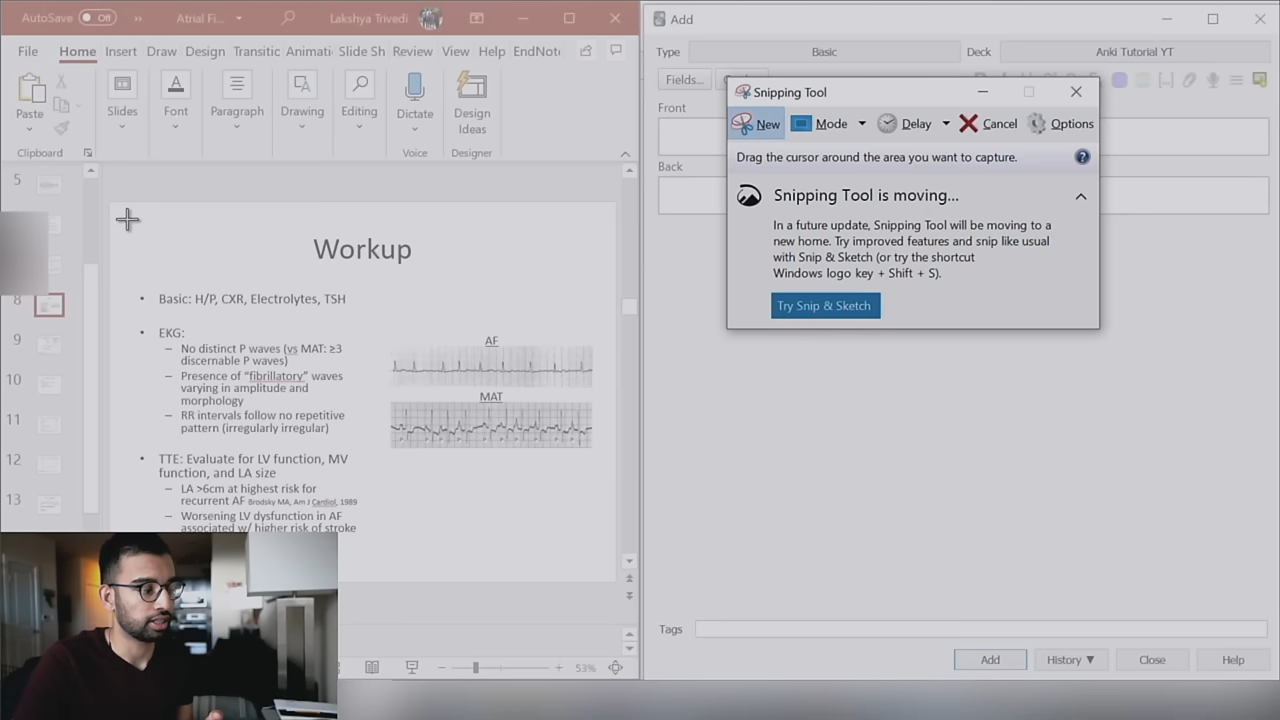 AutoSave Off » Atrial Fi... Lakshya Trivedi
File Home Insert Draw Design Transitic Animati Slide Sh Review View Help EndNote
Paste Slides Font Paragraph Drawing Editing Dictate Design Ideas
Clipboard Voice Designer
5
8
9
10
11
12
13
Workup
• Basic: H/P, CXR, Electrolytes, TSH
• EKG:
– No distinct P waves (vs MAT: ≥3
discernable P waves)
– Presence of “fibrillatory” waves
varying in amplitude and
morphology
– RR intervals follow no repetitive
pattern (irregularly irregular)
• TTE: Evaluate for LV function, MV
function, and LA size
– LA >6cm at highest risk for
recurrent AF Brodsky MA, Am J Cardiol, 1989
– Worsening LV dysfunction in AF
associated w/ higher risk of stroke
AF
MAT
53%
Add
Type Basic Deck Anki Tutorial YT
Fields...
Front
Back
Snipping Tool
New Mode Delay Cancel Options
Drag the cursor around the area you want to capture.
Snipping Tool is moving...
In a future update, Snipping Tool will be moving to a
new home. Try improved features and snip like usual
with Snip & Sketch (or try the shortcut
Windows logo key + Shift + S).
Try Snip & Sketch
Tags
Add History ▼ Close Help